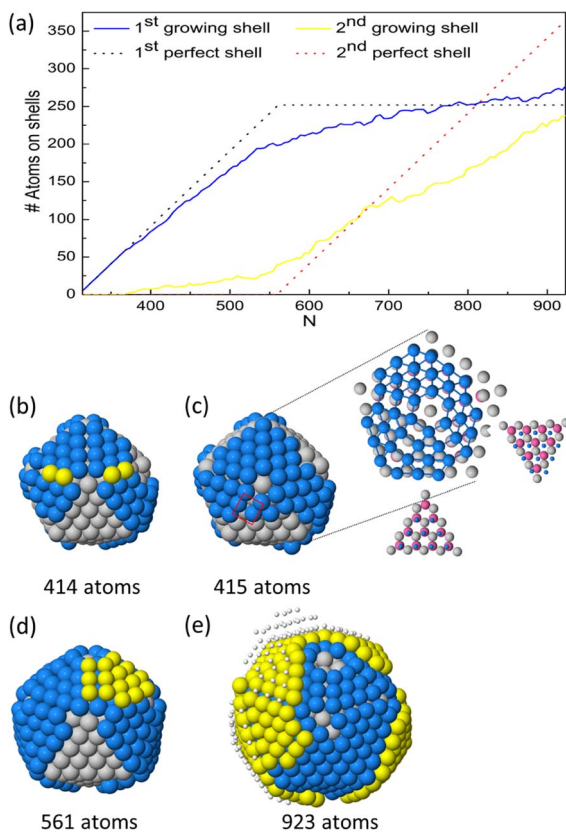 (a)
1st growing shell 2nd growing shell
1st perfect shell 2nd perfect shell
# Atoms on shells
350
300
250
200
150
100
50
0
400 500 600 700 800 900
N
(b) (c)
414 atoms 415 atoms
(d) (e)
561 atoms 923 atoms